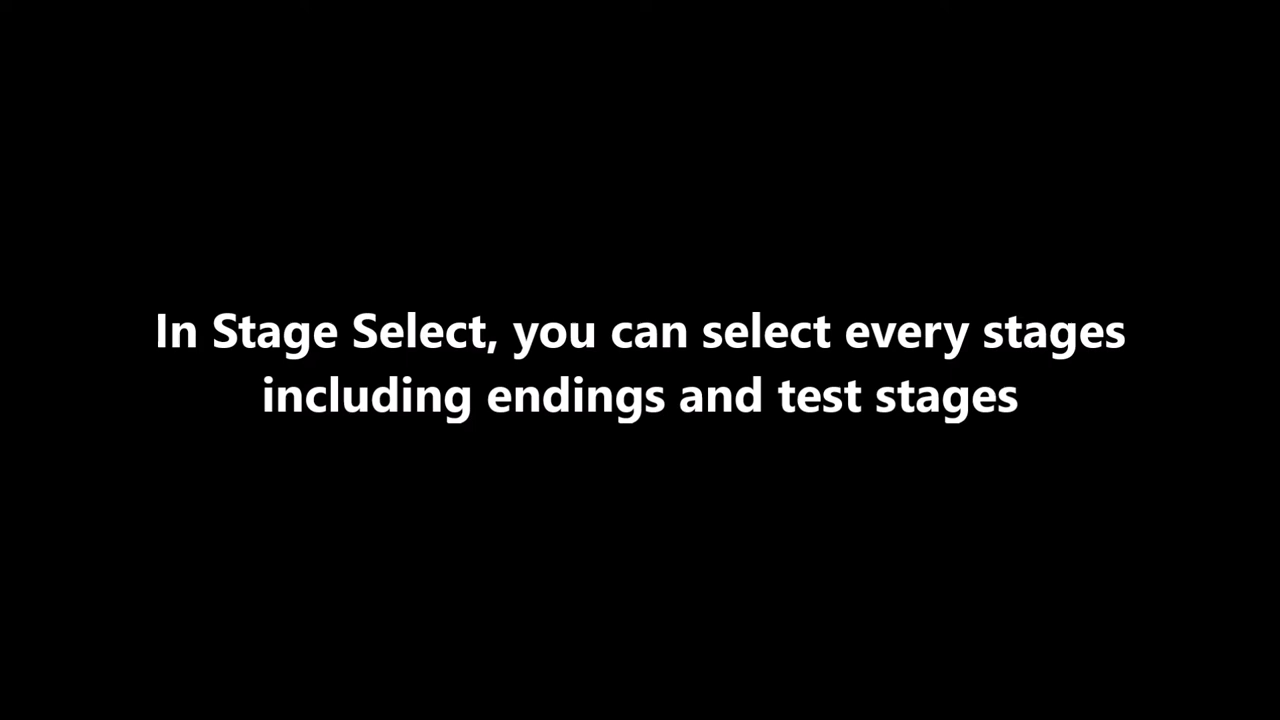 In Stage Select, you can select every stages
including endings and test stages